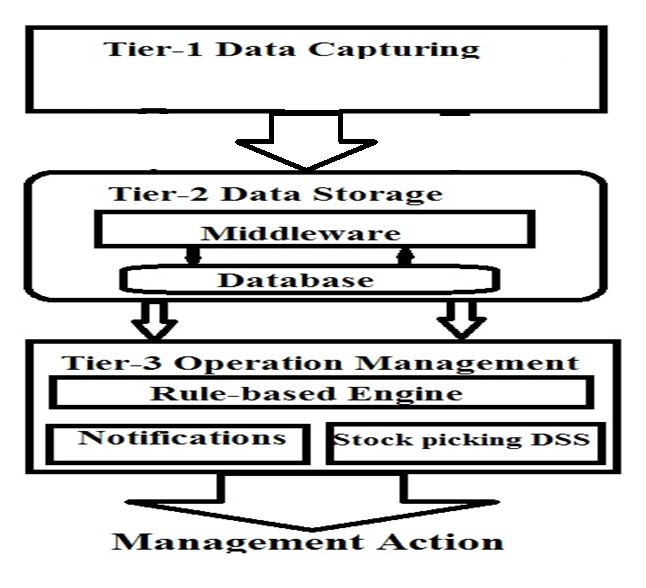 Tier-1 Data Capturing
Tier-2 Data Storage
Middleware
Database
Tier-3 Operation Management
Rule-based Engine
Notifications
Stock picking DSS
Management Action